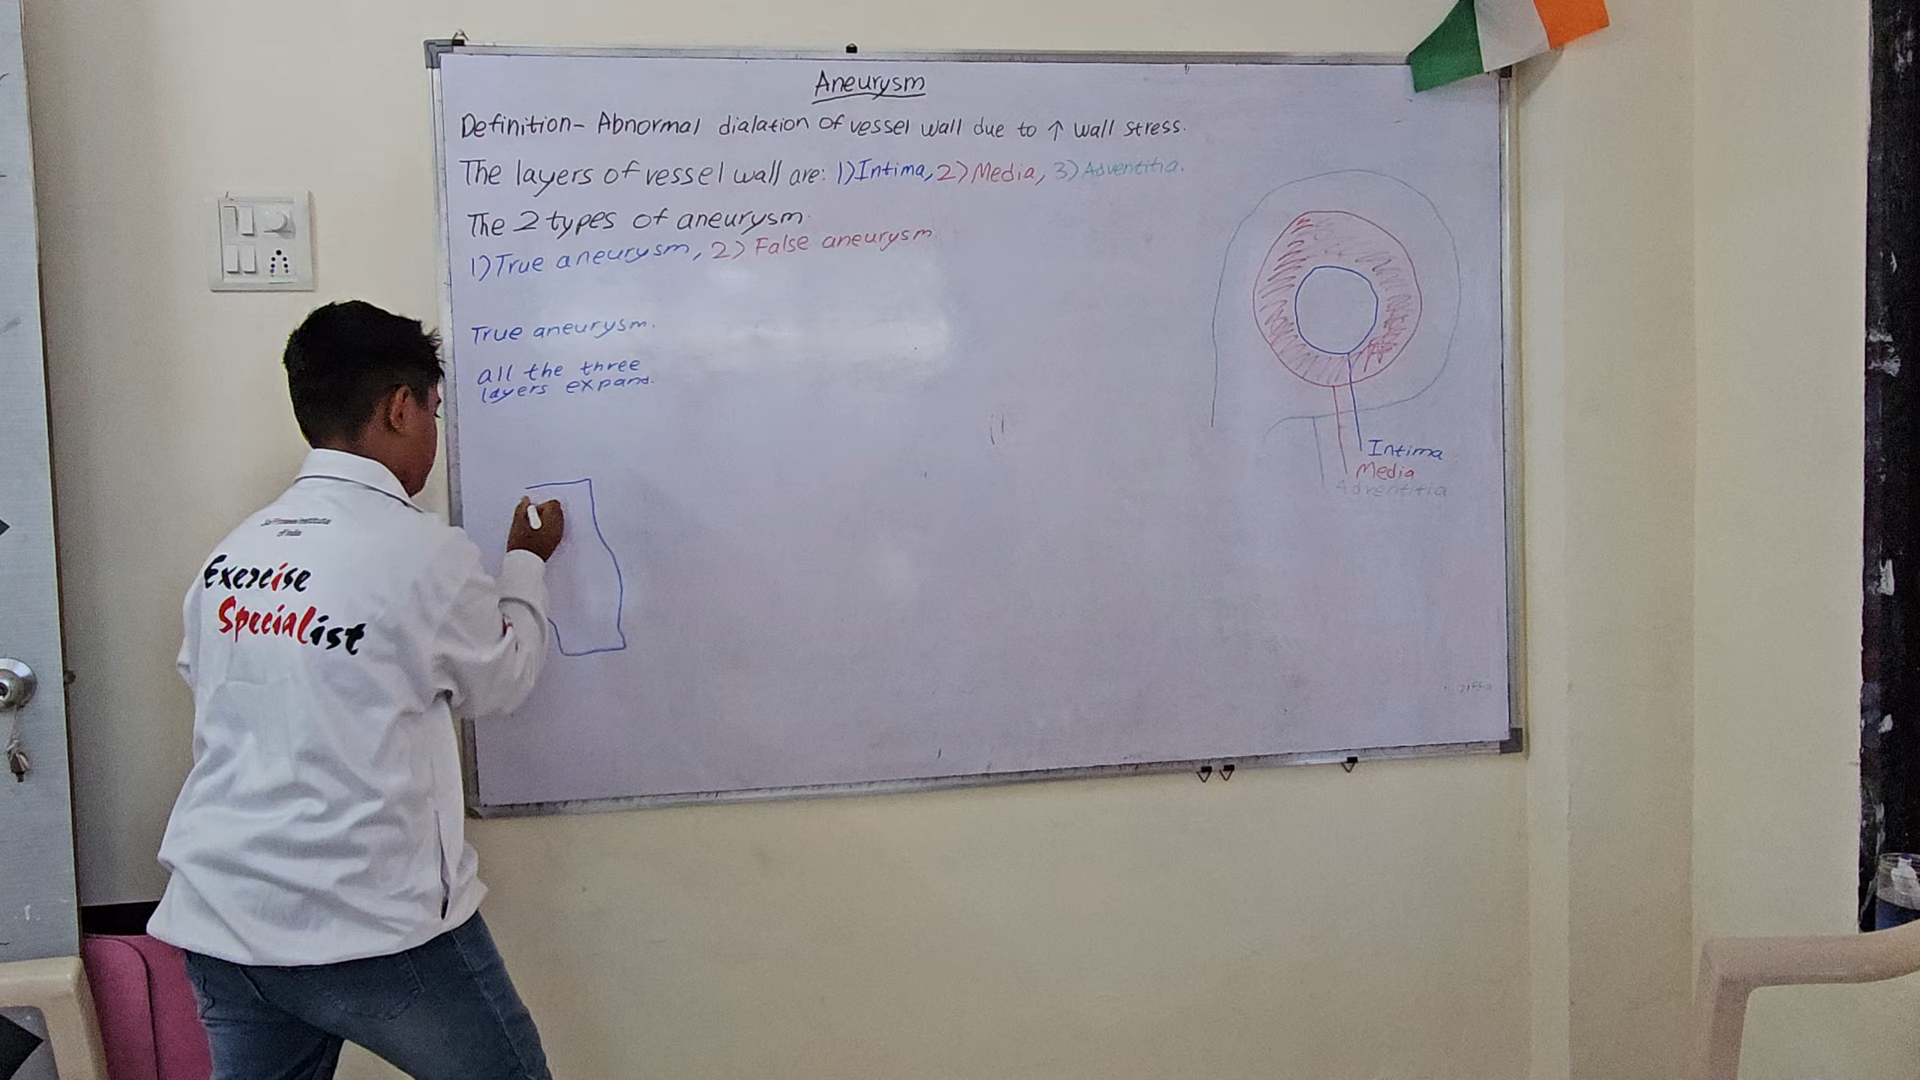 Aneurysm
Definition- Abnormal dialation of vessel wall due to ↑ wall stress.
The layers of vessel wall are: 1) Intima, 2) Media, 3) Adventitia.
The 2 types of aneurysm.
1) True aneurysm, 2) False aneurysm
True aneurysm.
all the three
layers expand.
Intima
Media
Adventitia
Exercise
Specialist